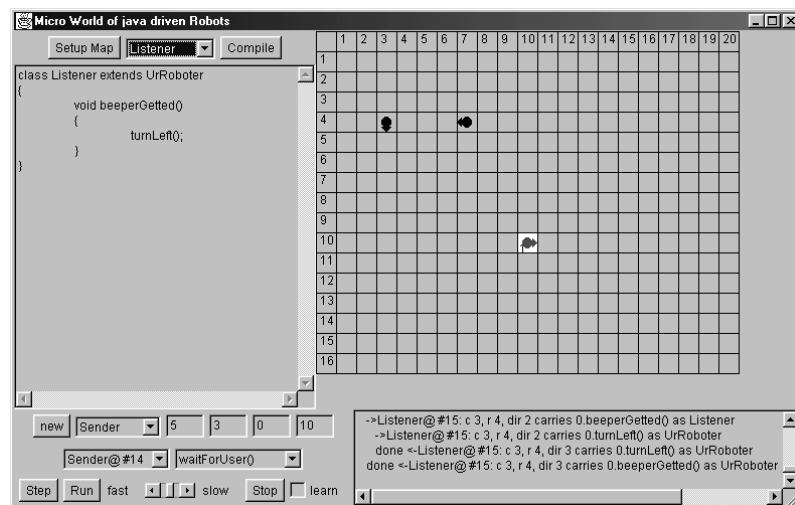 Micro World of java driven Robots
Setup Map Listener Compile
class Listener extends UrRoboter
{
void beeperGetted()
{
turnLeft();
}
}
1 2 3 4 5 6 7 8 9 10 11 12 13 14 15 16 17 18 19 20
1
2
3
4
5
6
7
8
9
10
11
12
13
14
15
16
new Sender 5 3 0 10
Sender@#14 waitForUser()
Step Run fast slow Stop learn
->Listener@#15: c 3, r 4, dir 2 carries 0.beeperGetted() as Listener
->Listener@#15: c 3, r 4, dir 2 carries 0.turnLeft() as UrRoboter
done <-Listener@#15: c 3, r 4, dir 3 carries 0.turnLeft() as UrRoboter
done <-Listener@#15: c 3, r 4, dir 3 carries 0.beeperGetted() as UrRoboter